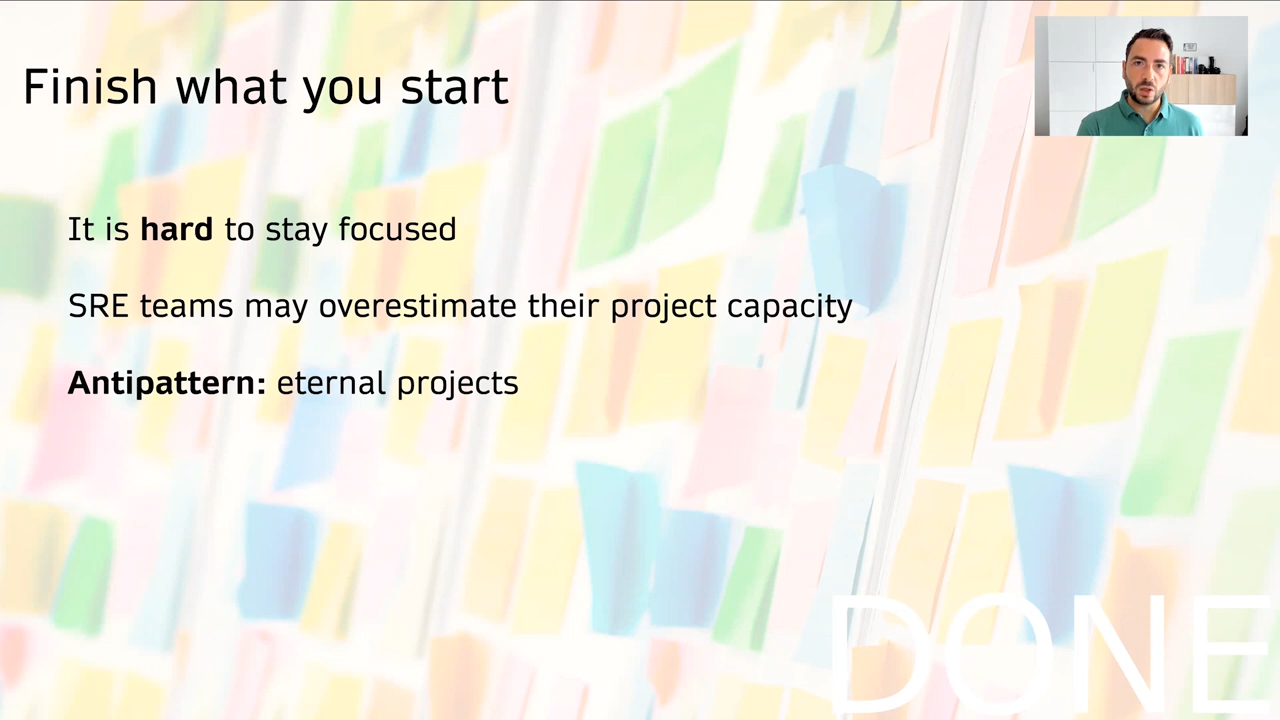 Finish what you start
It is hard to stay focused
SRE teams may overestimate their project capacity
Antipattern: eternal projects
DONE